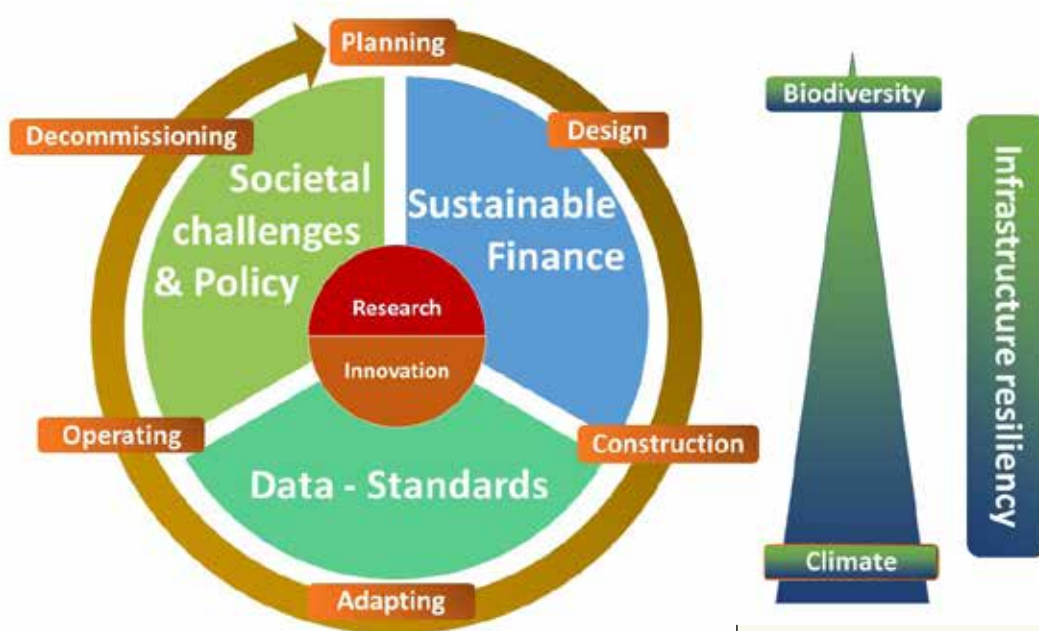 Planning
Decommissioning
Design
Societal
challenges
& Policy
Sustainable
Finance
Research
Innovation
Operating
Construction
Data - Standards
Adapting
Biodiversity
Climate
Infrastructure resiliency